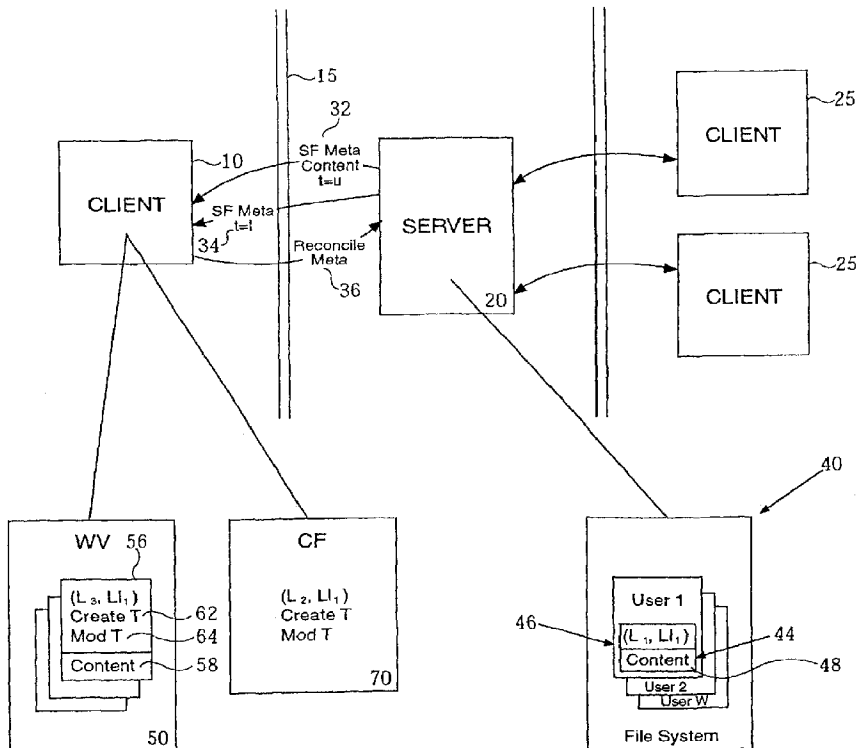 15
32
25
10
SF Meta
Content
t=u
CLIENT
CLIENT
SF Meta
t=l
34
SERVER
Reconcile
Meta
36
20
25
CLIENT
40
WV
56
CF
(L3, LI1)
Create T
62
Mod T
64
Content
58
50
(L2, LI1)
Create T
Mod T
70
User 1
46
(L1, LI1)
44
Content
48
User 2
User W
File System